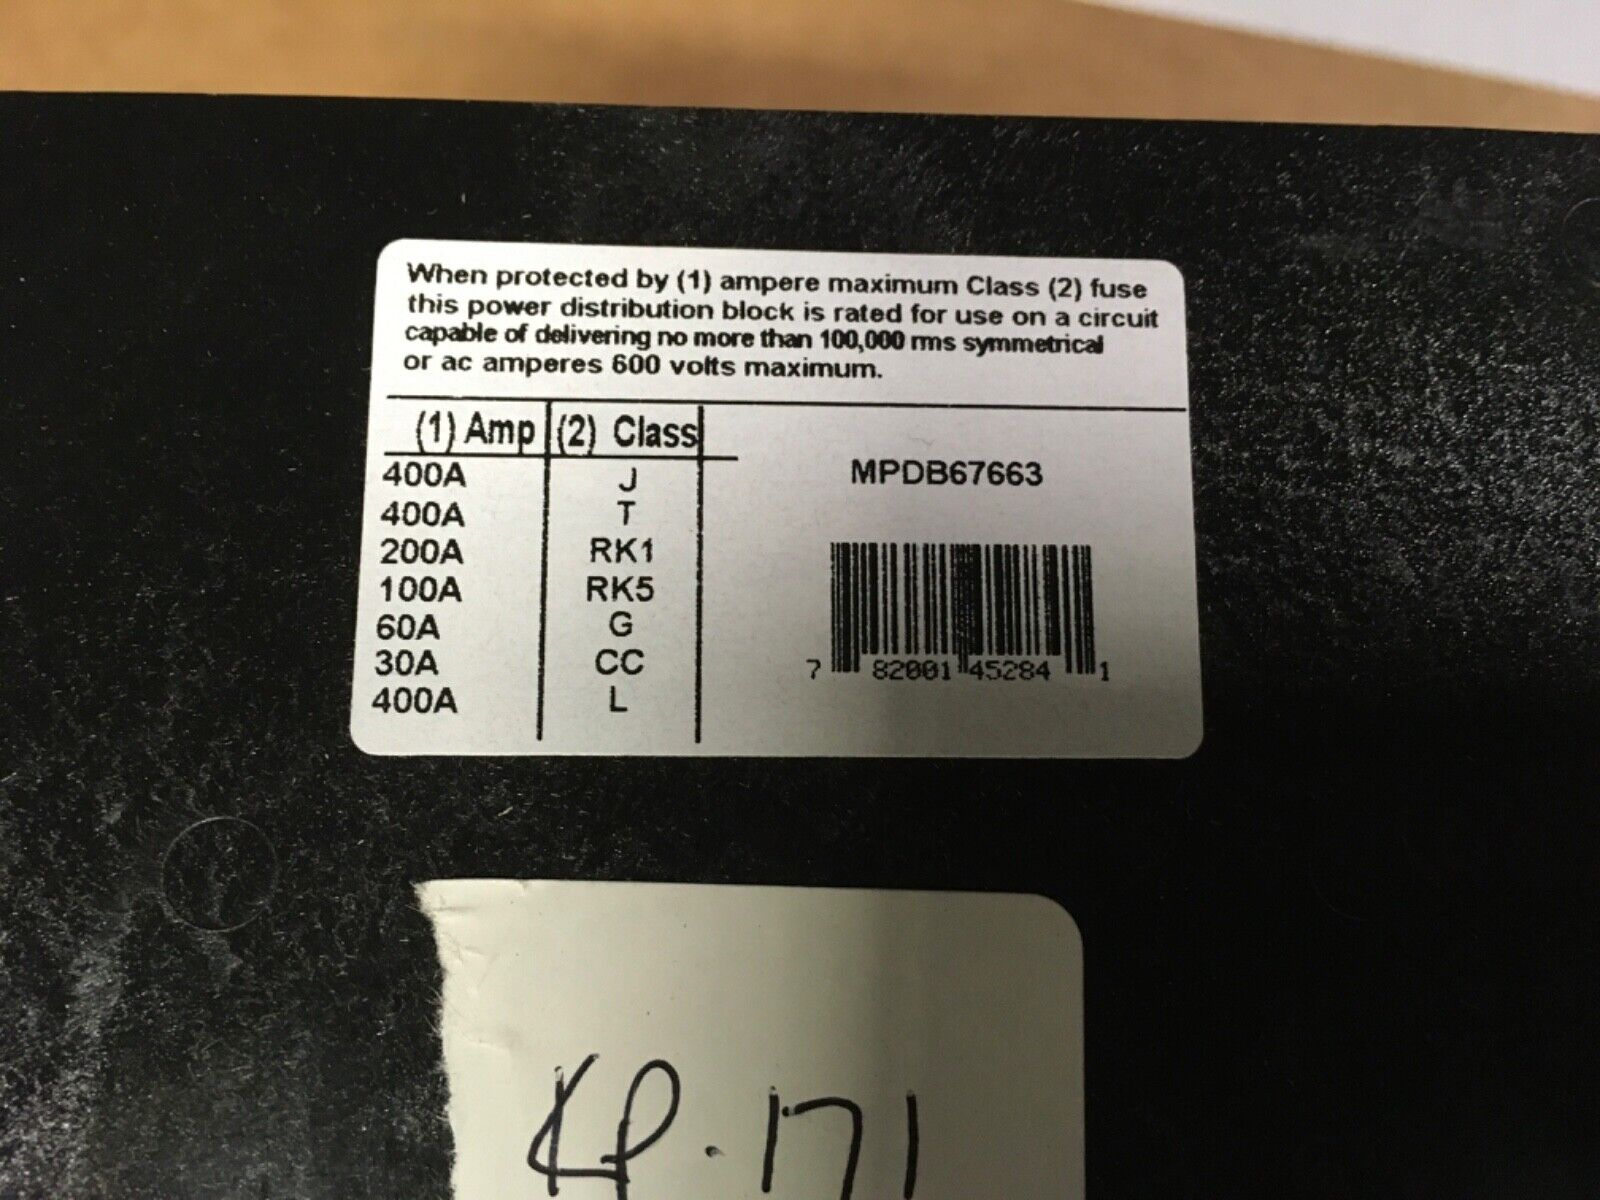 When protected by (1) ampere maximum Class (2) fuse
this power distribution block is rated for use on a circuit
capable of delivering no more than 100,000 rms symmetrical
or ac amperes 600 volts maximum.
(1) Amp (2) Class
400A J
400A T
200A RK1
100A RK5
60A G
30A CC
400A L
MPDB67663
7 82001 45284 1